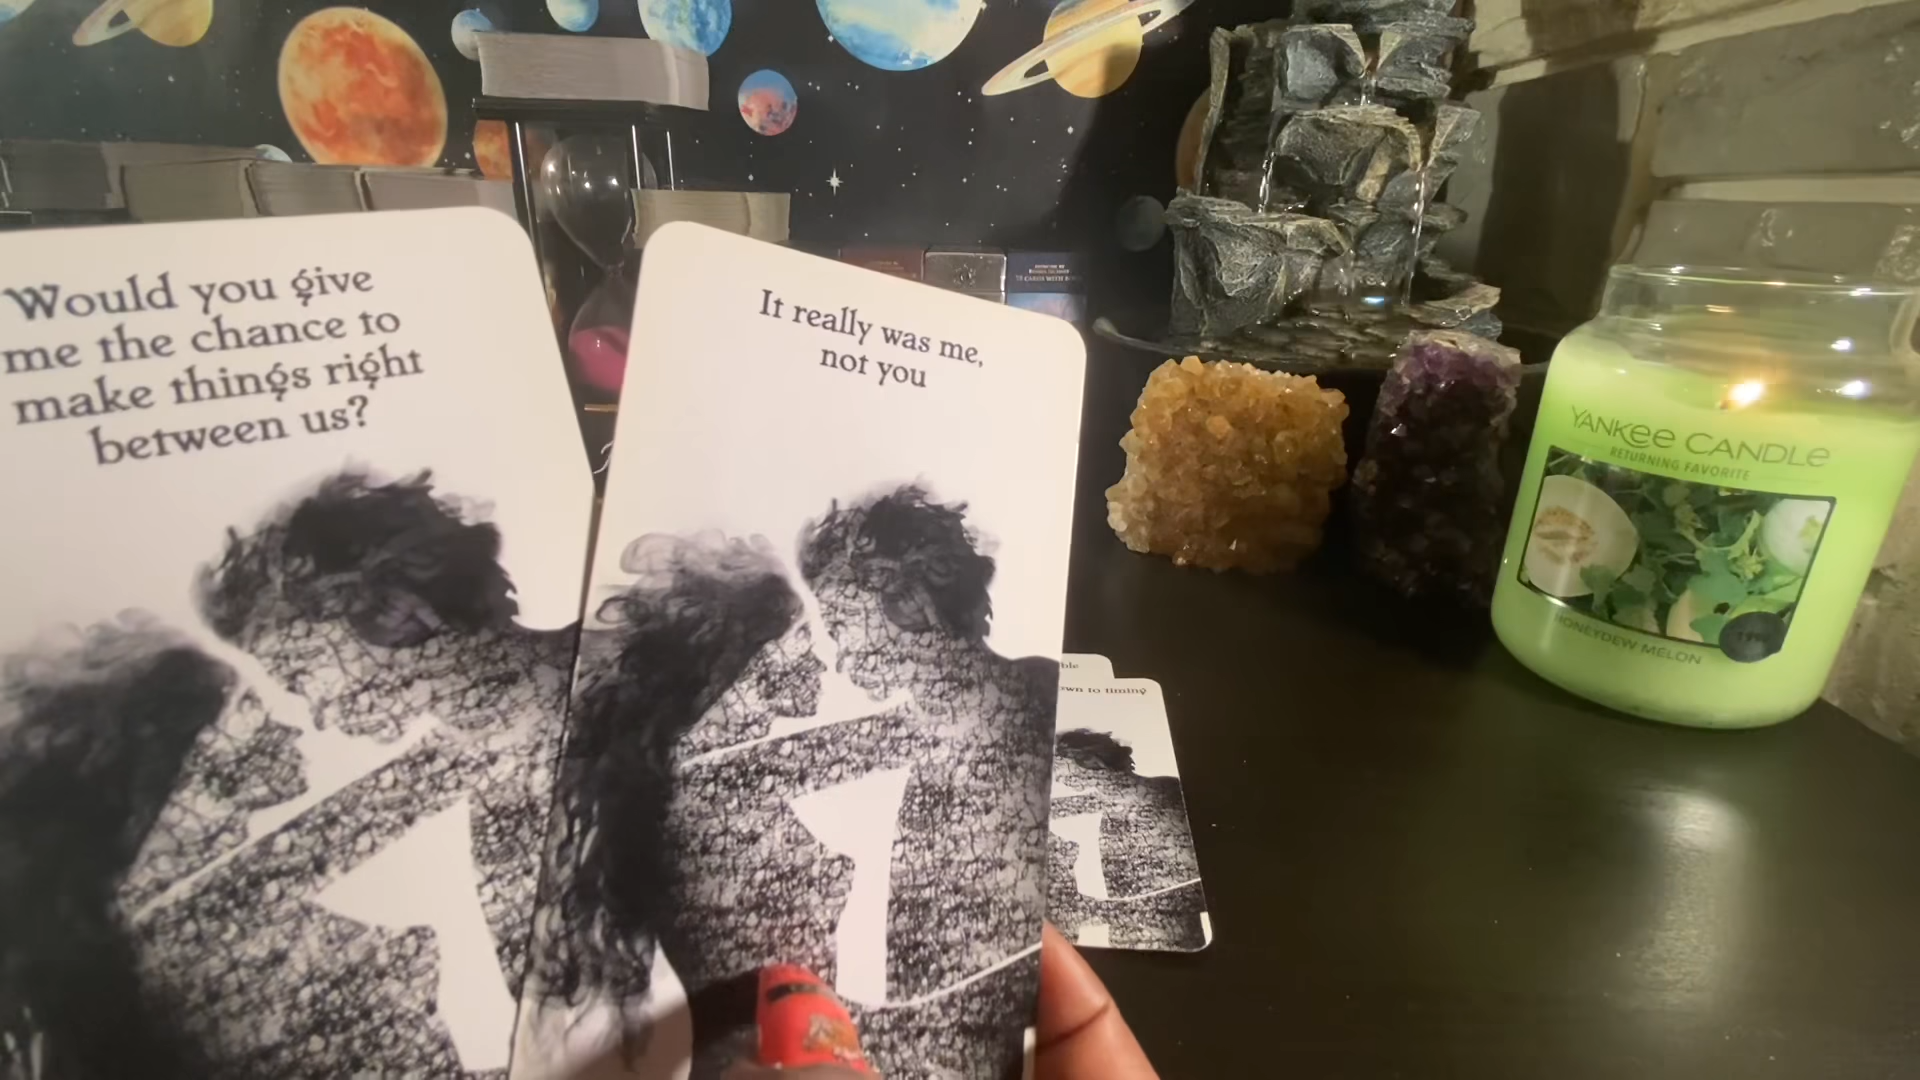 Would you give
me the chance to
make things right
between us?
It really was me,
not you
YANKEE CANDLE
RETURNING FAVORITE
HONEYDEW MELON
to timing